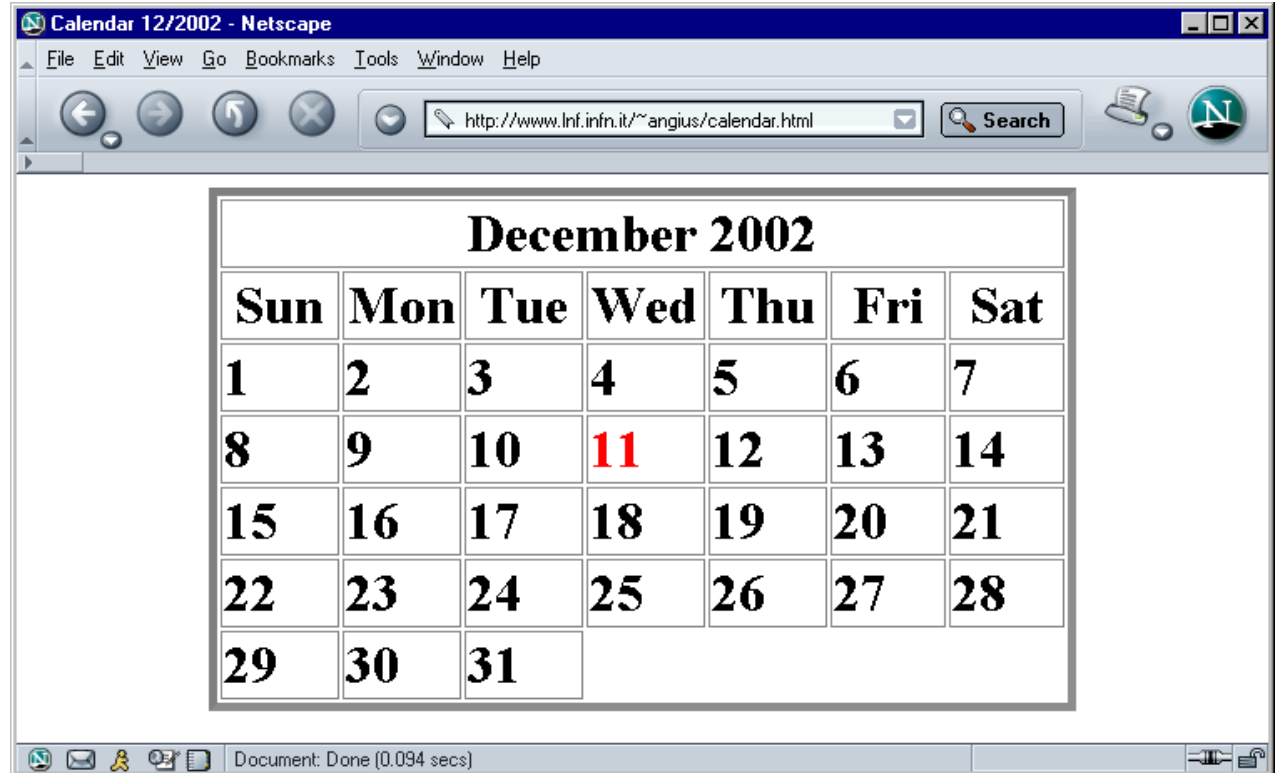 Calendar 12/2002 - Netscape
File Edit View Go Bookmarks Tools Window Help
http://www.lnf.infn.it/~angius/calendar.html Search N
December 2002
Sun Mon Tue Wed Thu Fri Sat
1 2 3 4 5 6 7
8 9 10 11 12 13 14
15 16 17 18 19 20 21
22 23 24 25 26 27 28
29 30 31
Document: Done (0.094 secs)